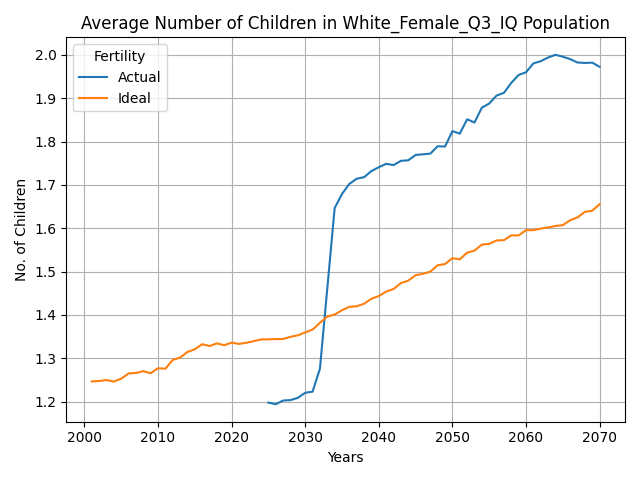 Average Number of Children in White_Female_Q3_IQ Population
Fertility
Actual
Ideal
No. of Children
2.0
1.9
1.8
1.7
1.6
1.5
1.4
1.3
1.2
2000 2010 2020 2030 2040 2050 2060 2070
Years